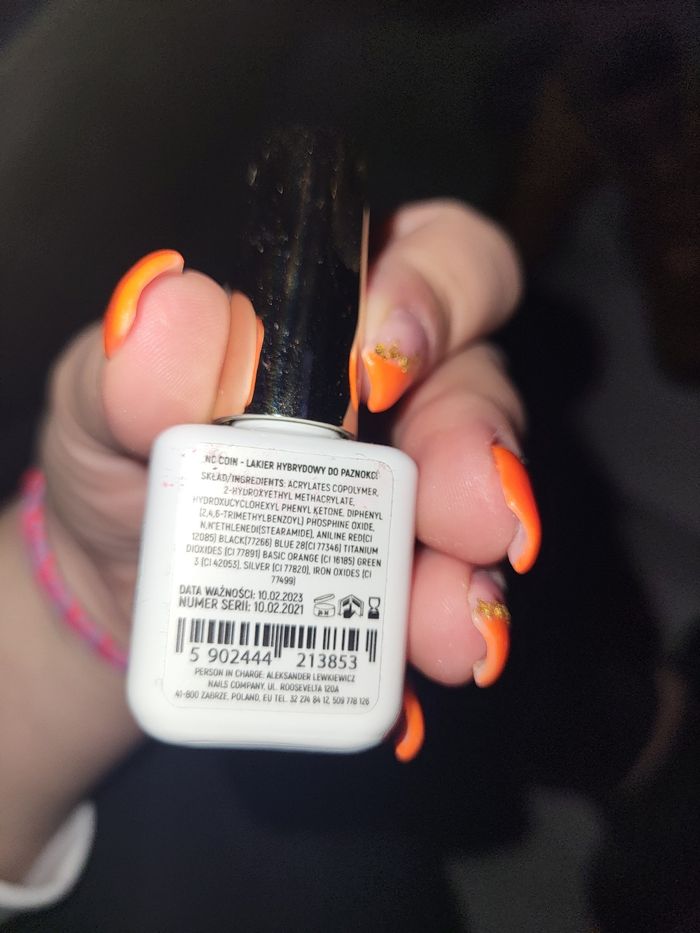 NC COIN - LAKIER HYBRYDOWY DO PAZNOKCI
SKŁAD/INGREDIENTS: ACRYLATES COPOLYMER,
2-HYDROXYETHYL METHACRYLATE,
HYDROXUCYCLOHEXYL PHENYL KETONE, DIPHENYL
(2,4,6-TRIMETHYLBENZOYL) PHOSPHINE OXIDE,
N,N'ETHLENEDI(STEARAMIDE), ANILINE RED(CI
12085) BLACK(77266) BLUE 28(CI 77346) TITANIUM
DIOXIDES (CI 77891) BASIC ORANGE (CI 16185) GREEN
3 (CI 42053), SILVER (CI 77820), IRON OXIDES (CI
77499)
DATA WAŻNOŚCI: 10.02.2023
NUMER SERII: 10.02.2021
5 902444 213853
PERSON IN CHARGE: ALEKSANDER LEWKIEWICZ
NAILS COMPANY, UL. ROOSEVELTA 120A
41-800 ZABRZE, POLAND, EU TEL. 32 274 84 12, 509 778 126